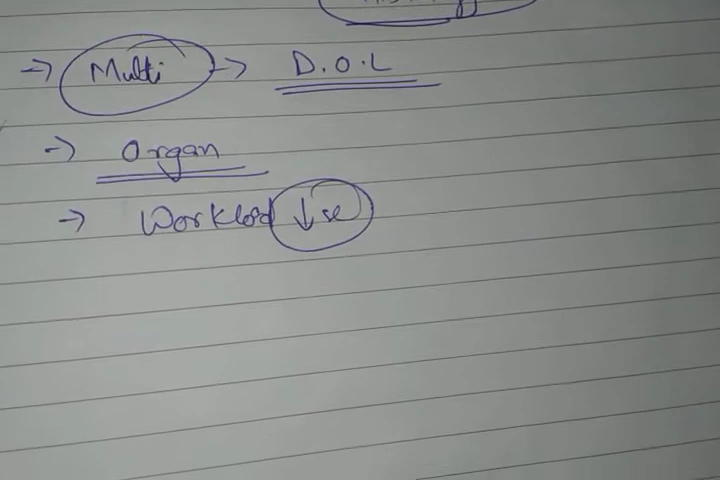 → Multi → D.O.L
→ Organ
→ Workload ↓se